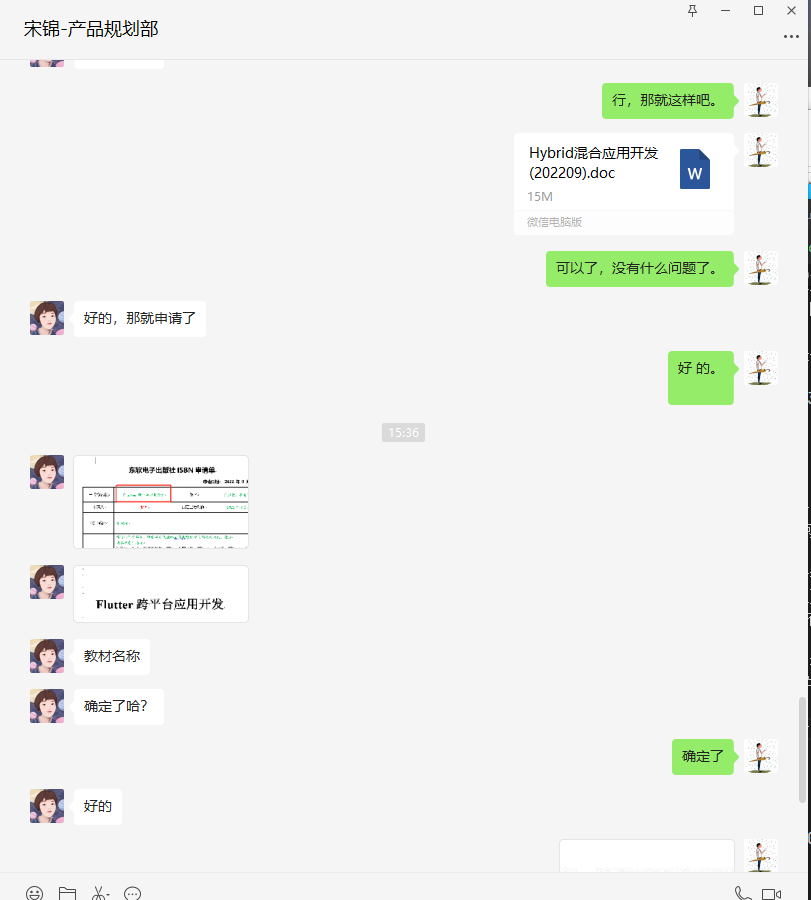 宋锦-产品规划部
行，那就这样吧。
Hybrid混合应用开发
(202209).doc
W
15M
微信电脑版
可以了，没有什么问题了。
好的，那就申请了
好 的。
15:36
东软电子出版社 ISBN 申请单
Flutter 跨平台应用开发
教材名称
确定了哈？
确定了
好的